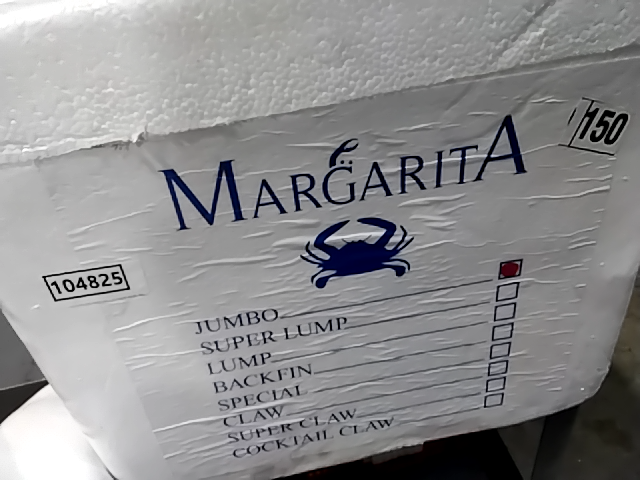 150
MARGARITA
104825
JUMBO
SUPER LUMP
LUMP
BACKFIN
SPECIAL
CLAW
SUPER CLAW
COCKTAIL CLAW